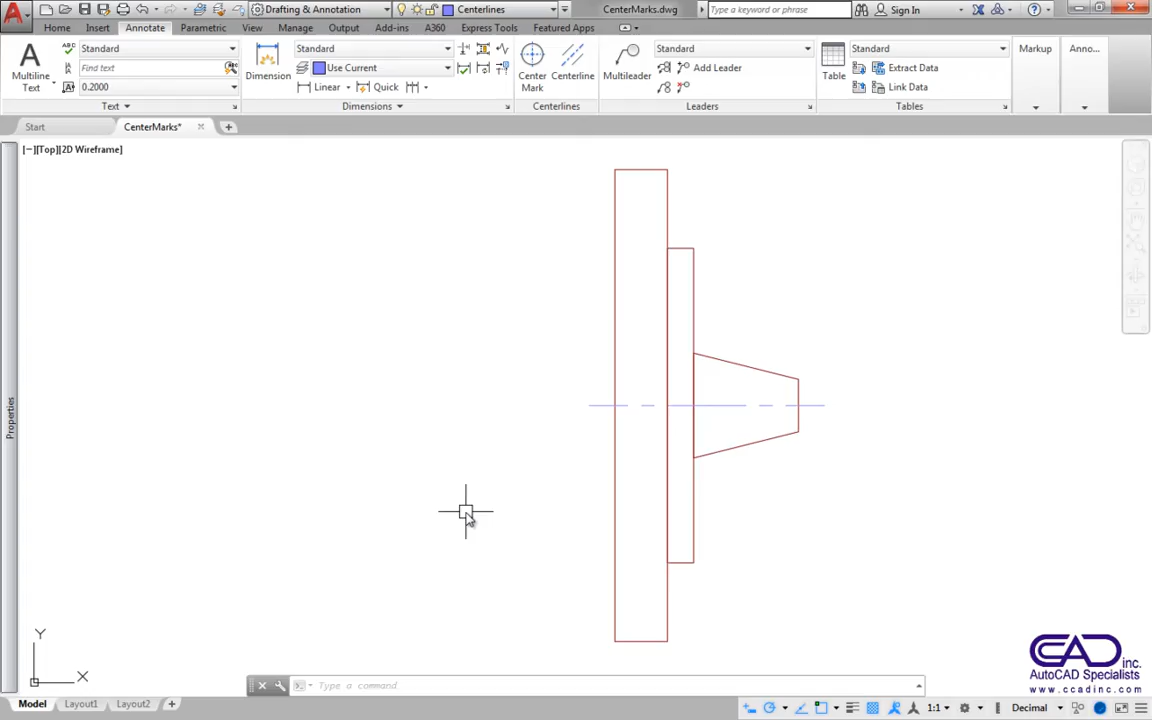 Drafting & Annotation
Centerlines
CenterMarks.dwg
Type a keyword or phrase
Sign In
Home
Insert
Annotate
Parametric
View
Manage
Output
Add-ins
A360
Express Tools
Featured Apps
A
Multiline
Text
ABC
Standard
Find text
0.2000
Text
Dimension
Standard
Use Current
Linear
Quick
Dimensions
Center
Mark
Centerline
Centerlines
Multileader
Standard
Add Leader
Leaders
Table
Standard
Extract Data
Link Data
Tables
Markup
Anno...
Start
CenterMarks*
[−][Top][2D Wireframe]
Properties
Y
X
Type a command
CAD inc.
AutoCAD Specialists
www.ccadinc.com
Model
Layout1
Layout2
1:1
Decimal